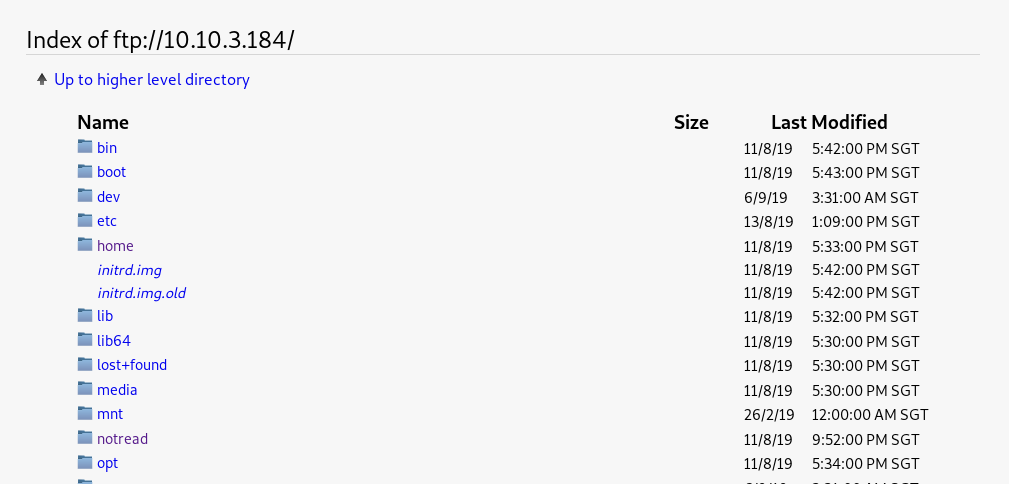 Index of ftp://10.10.3.184/
Up to higher level directory
Name Size Last Modified
bin 11/8/19 5:42:00 PM SGT
boot 11/8/19 5:43:00 PM SGT
dev 6/9/19 3:31:00 AM SGT
etc 13/8/19 1:09:00 PM SGT
home 11/8/19 5:33:00 PM SGT
initrd.img 11/8/19 5:42:00 PM SGT
initrd.img.old 11/8/19 5:42:00 PM SGT
lib 11/8/19 5:32:00 PM SGT
lib64 11/8/19 5:30:00 PM SGT
lost+found 11/8/19 5:30:00 PM SGT
media 11/8/19 5:30:00 PM SGT
mnt 26/2/19 12:00:00 AM SGT
notread 11/8/19 9:52:00 PM SGT
opt 11/8/19 5:34:00 PM SGT